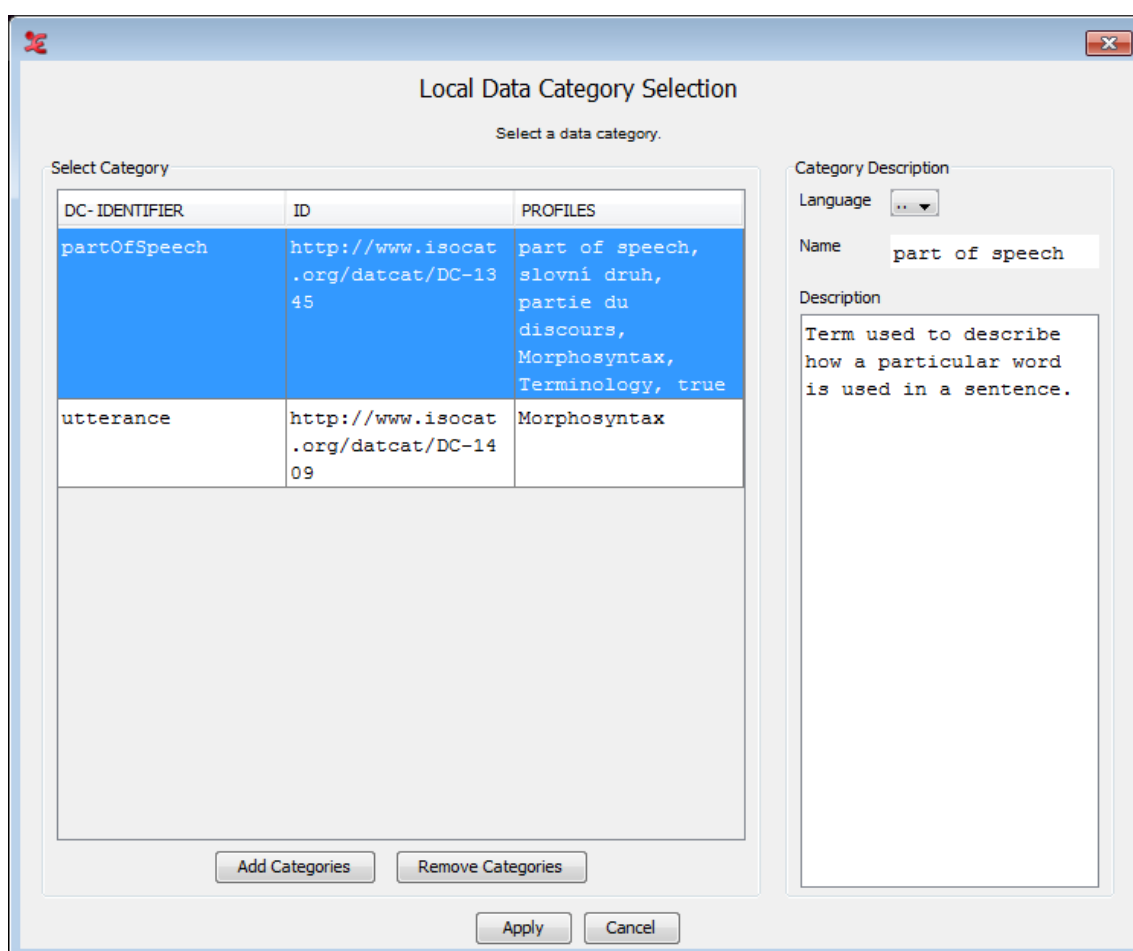 Local Data Category Selection
Select a data category.
Select Category
DC-IDENTIFIER ID PROFILES
partOfSpeech http://www.isocat part of speech,
.org/datcat/DC-13 slovní druh,
45 partie du
discours,
Morphosyntax,
Terminology, true
utterance http://www.isocat Morphosyntax
.org/datcat/DC-14
09
Add Categories Remove Categories
Category Description
Language ..
Name part of speech
Description
Term used to describe
how a particular word
is used in a sentence.
Apply Cancel